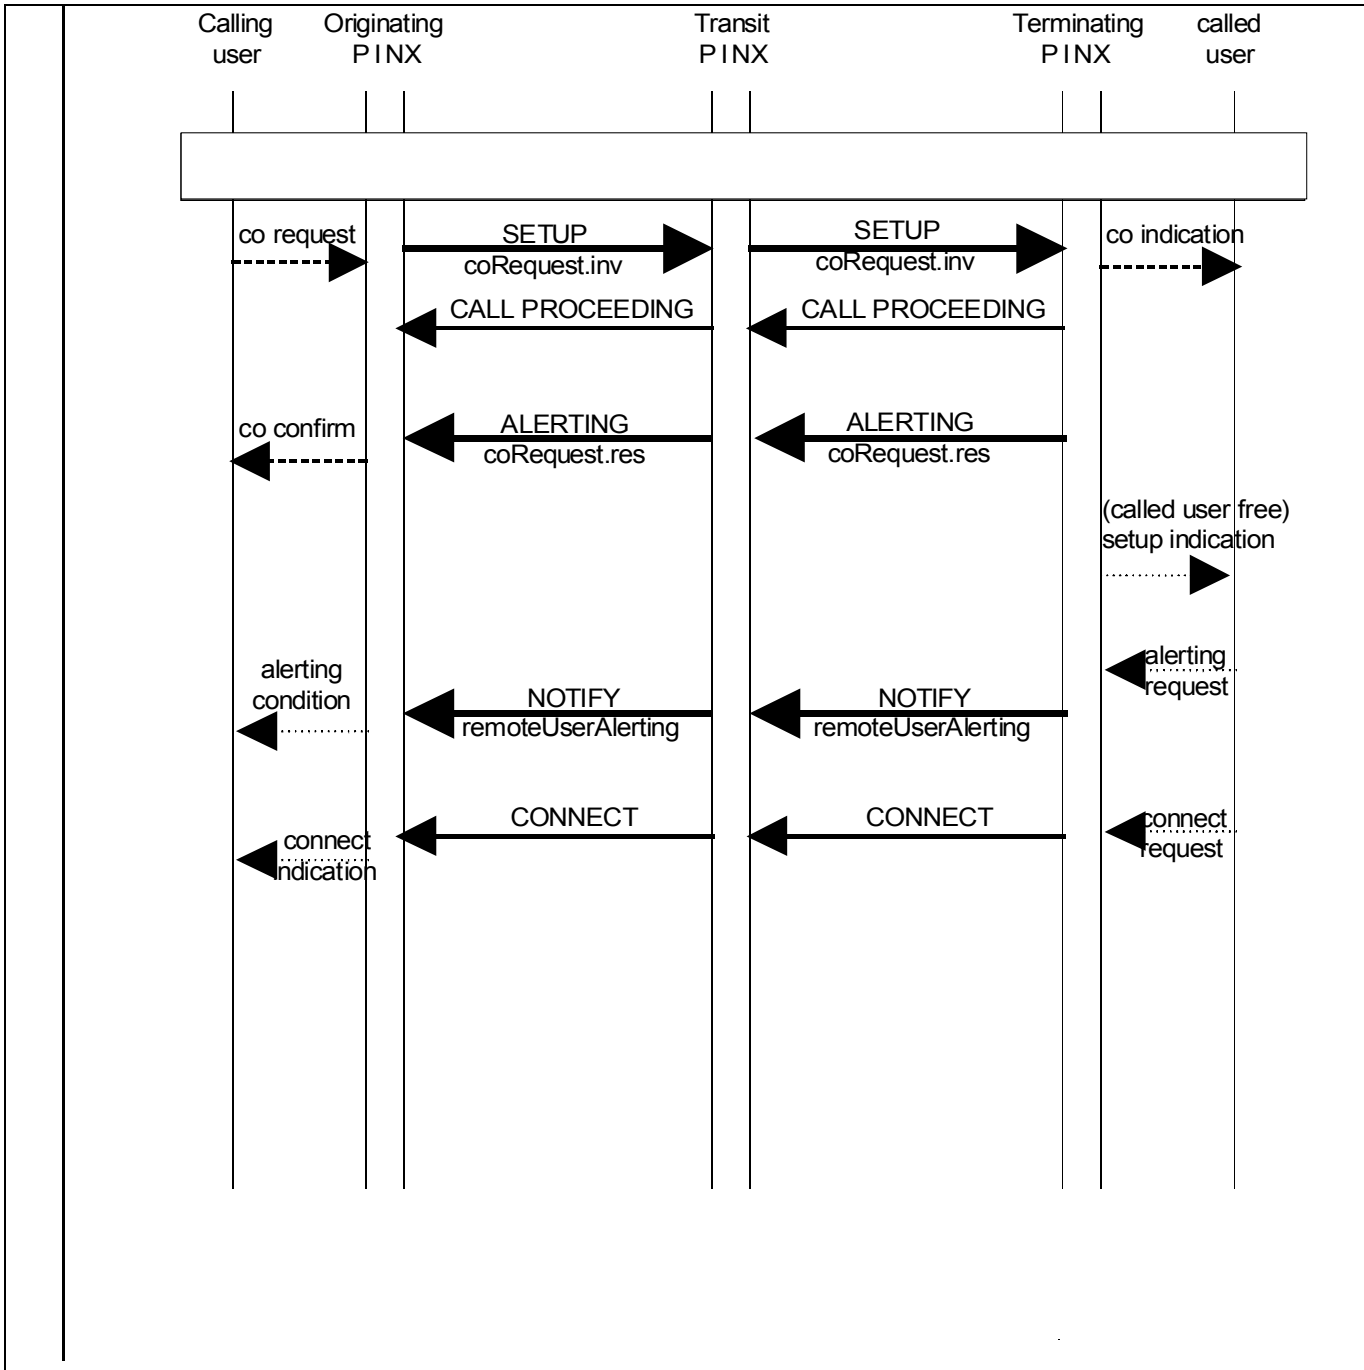 Calling Originating Transit Terminating called
user PINX PINX PINX user
co request SETUP SETUP co indication
coRequest.inv coRequest.inv
CALL PROCEEDING CALL PROCEEDING
co confirm ALERTING ALERTING
coRequest.res coRequest.res
(called user free)
setup indication
alerting
request
alerting
condition
NOTIFY NOTIFY
remoteUserAlerting remoteUserAlerting
CONNECT CONNECT
connect
request
connect
indication